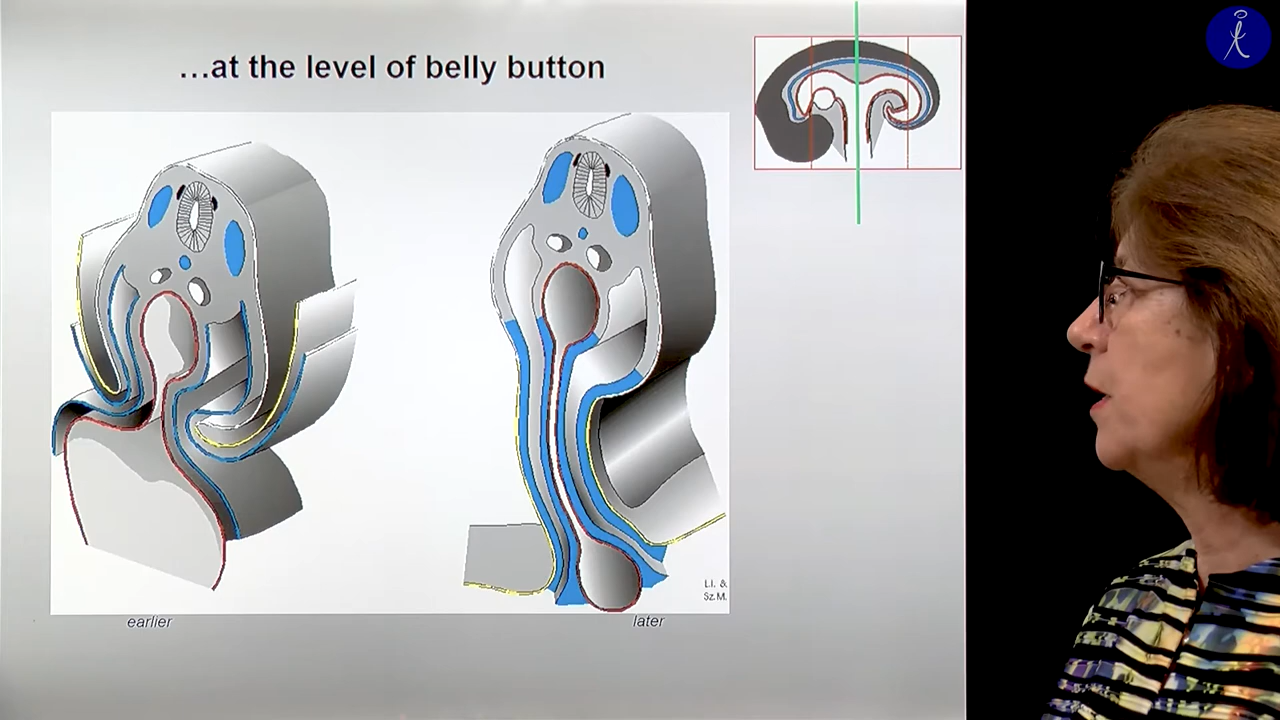 …at the level of belly button
L.I. &
Sz.M.
earlier
later